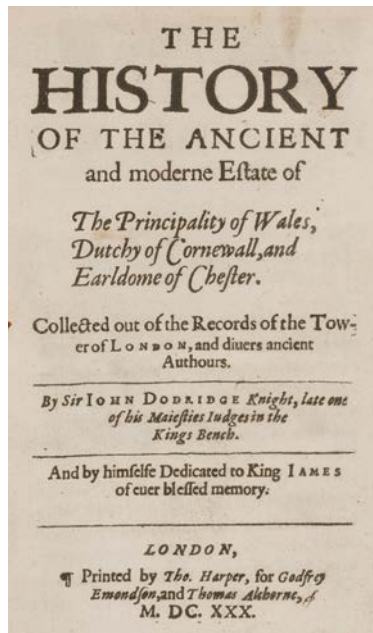 THE
HISTORY
OF THE ANCIENT
and moderne Eſtate of
The Principality of Wales,
Dutchy of Cornewall, and
Earldome of Cheſter.
Collected out of the Records of the Tow-
er of LONDON, and diuers ancient
Authours.
By Sir IOHN DODRIDGE Knight, late one
of his Maieſties Iudges in the
Kings Bench.
And by himſelfe Dedicated to King IAMES
of euer bleſſed memory.
LONDON,
¶ Printed by Tho. Harper, for Godfrey
Emondſon, and Thomas Alchorne,
M. DC. XXX.